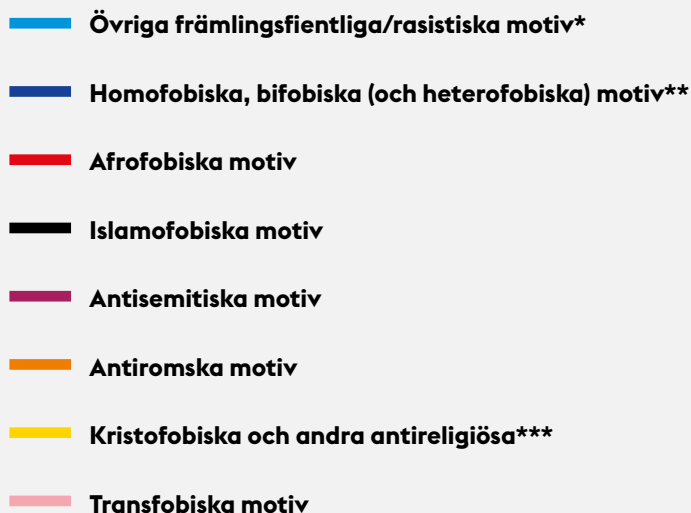 Övriga främlingsfientliga/rasistiska motiv*
Homofobiska, bifobiska (och heterofobiska) motiv**
Afrofobiska motiv
Islamofobiska motiv
Antisemitiska motiv
Antiromska motiv
Kristofobiska och andra antireligiösa***
Transfobiska motiv